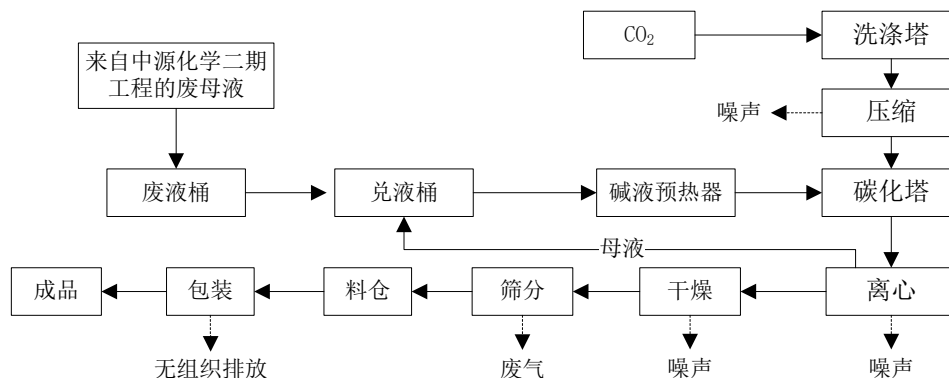 CO₂
洗涤塔
来自中源化学二期
工程的废母液
噪声
压缩
废液桶
兑液桶
碱液预热器
碳化塔
母液
成品
包装
料仓
筛分
干燥
离心
无组织排放
废气
噪声
噪声